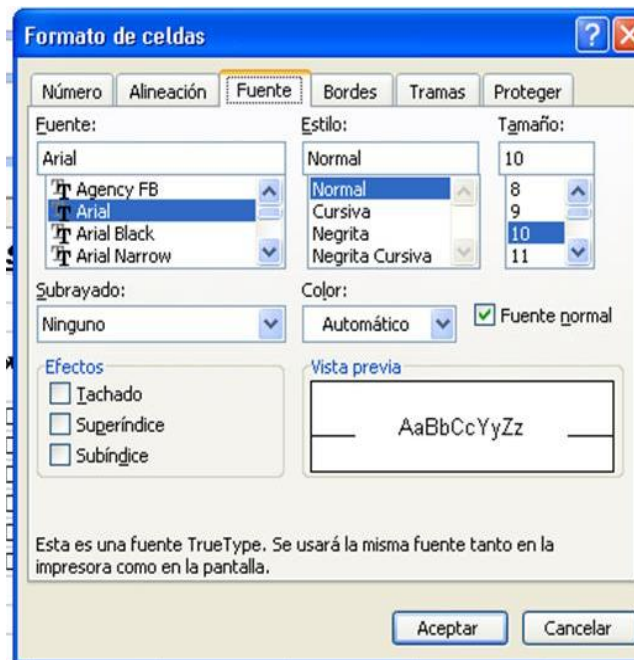 Formato de celdas
Número Alineación Fuente Bordes Tramas Proteger
Fuente: Estilo: Tamaño:
Arial Normal 10
Agency FB Normal 8
Arial Cursiva 9
Arial Black Negrita 10
Arial Narrow Negrita Cursiva 11
Subrayado: Color:
Ninguno Automático Fuente normal
Efectos Vista previa
Tachado
Superíndice AaBbCcYyZz
Subíndice
Esta es una fuente TrueType. Se usará la misma fuente tanto en la
impresora como en la pantalla.
Aceptar Cancelar